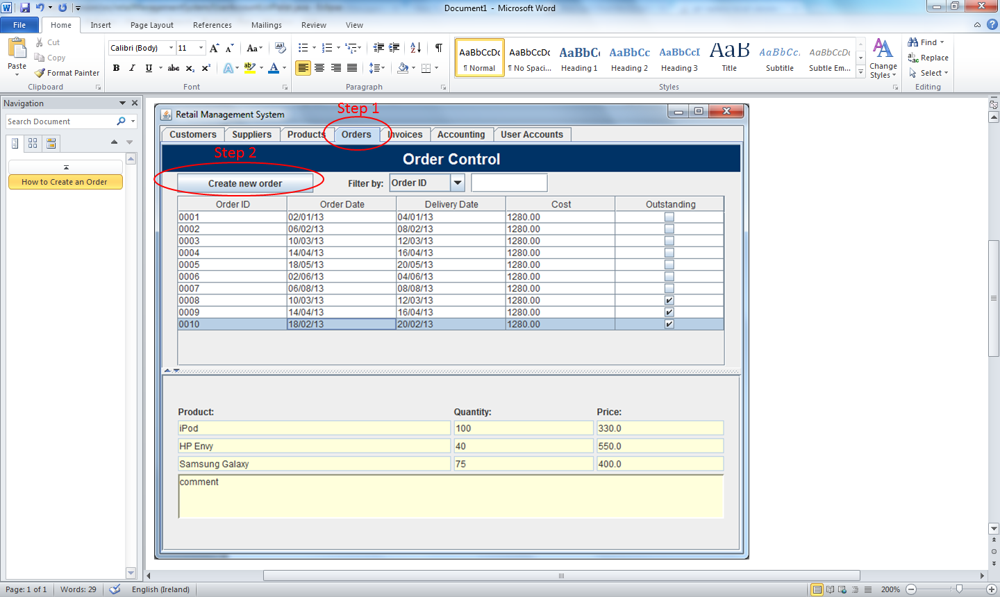 Document1 - Microsoft Word
File Home Insert Page Layout References Mailings Review View
Paste
Cut
Copy
Format Painter
Clipboard
Calibri (Body) 11
B I U abc x₂ x² A ab A
Font
Paragraph
AaBbCcDc AaBbCcDc AaBbCc AaBbCc AaBbCcI AaB AaBbCcL AaBbCcDc
¶ Normal ¶ No Spaci... Heading 1 Heading 2 Heading 3 Title Subtitle Subtle Em...
Change Styles
Styles
Find
Replace
Select
Editing
Navigation
Search Document
How to Create an Order
Retail Management System
Step 1
Customers Suppliers Products Orders Invoices Accounting User Accounts
Step 2
Order Control
Create new order Filter by: Order ID
Order ID Order Date Delivery Date Cost Outstanding
0001 02/01/13 04/01/13 1280.00
0002 06/02/13 08/02/13 1280.00
0003 10/03/13 12/03/13 1280.00
0004 14/04/13 16/04/13 1280.00
0005 18/05/13 20/05/13 1280.00
0006 02/06/13 04/06/13 1280.00
0007 06/08/13 08/08/13 1280.00
0008 10/03/13 12/03/13 1280.00
0009 14/04/13 16/04/13 1280.00
0010 18/02/13 20/02/13 1280.00
Product: Quantity: Price:
iPod 100 330.0
HP Envy 40 550.0
Samsung Galaxy 75 400.0
comment
Page: 1 of 1 Words: 29 English (Ireland) 200%